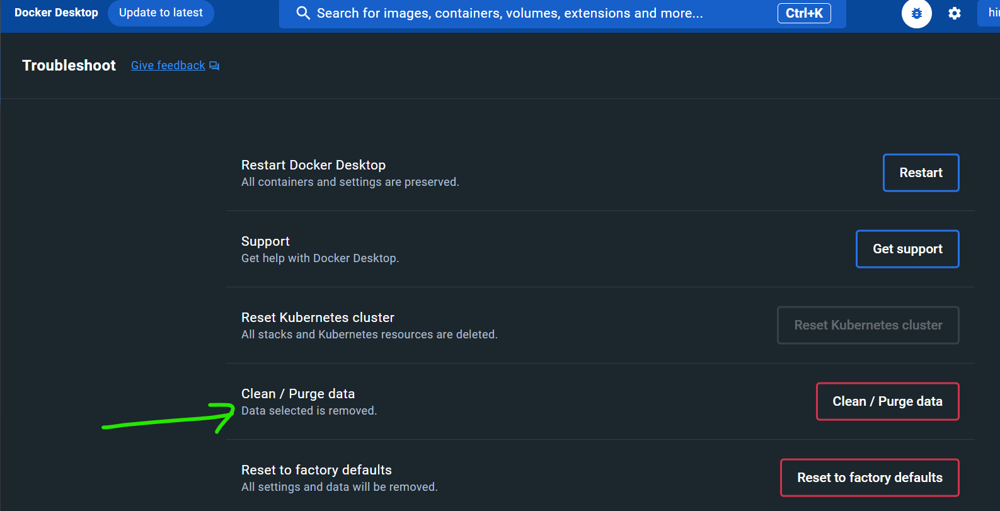 Docker Desktop Update to latest Search for images, containers, volumes, extensions and more... Ctrl+K
Troubleshoot Give feedback
Restart Docker Desktop
All containers and settings are preserved.
Restart
Support
Get help with Docker Desktop.
Get support
Reset Kubernetes cluster
All stacks and Kubernetes resources are deleted.
Reset Kubernetes cluster
Clean / Purge data
Data selected is removed.
Clean / Purge data
Reset to factory defaults
All settings and data will be removed.
Reset to factory defaults